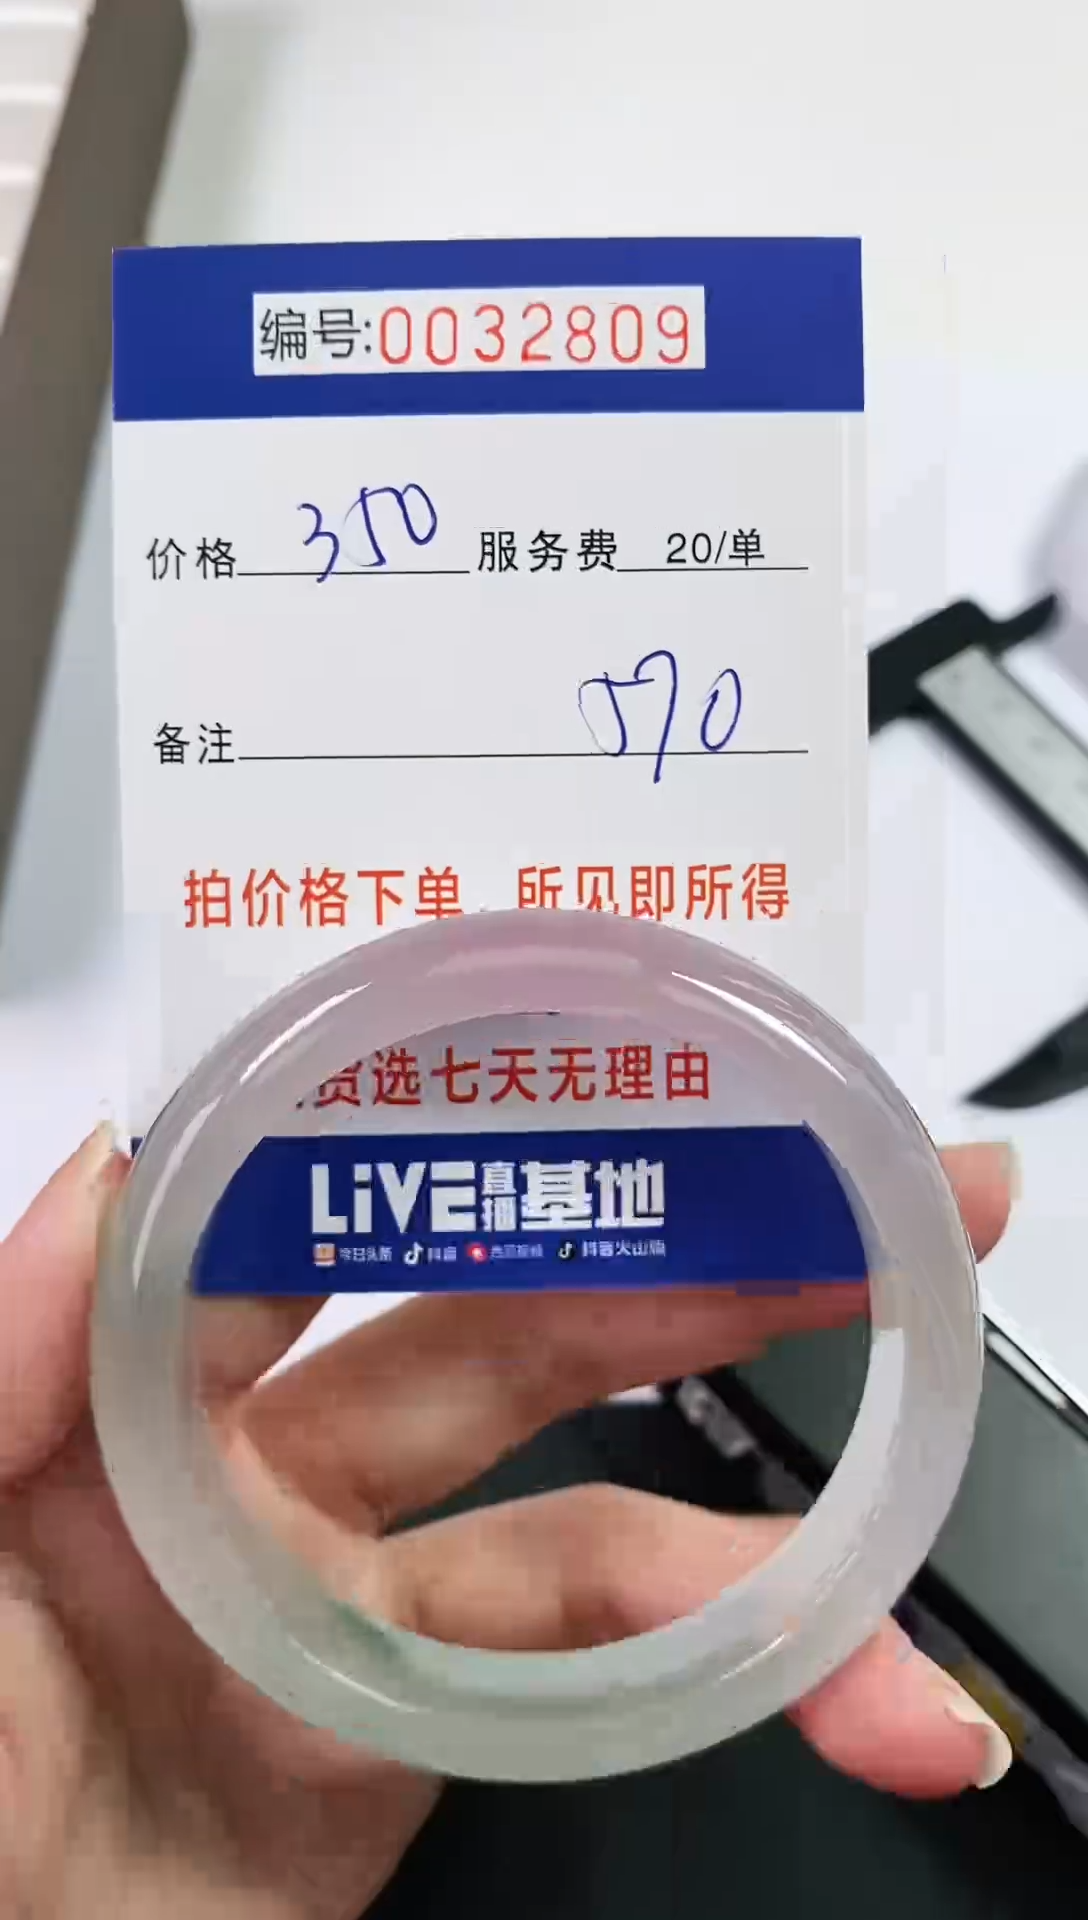 编号:0032809
价格 350 服务费 20/单
备注 570
拍价格下单 所见即所得
货选七天无理由
LiVE直播基地
今日头条 抖音 西瓜视频 抖音火山版